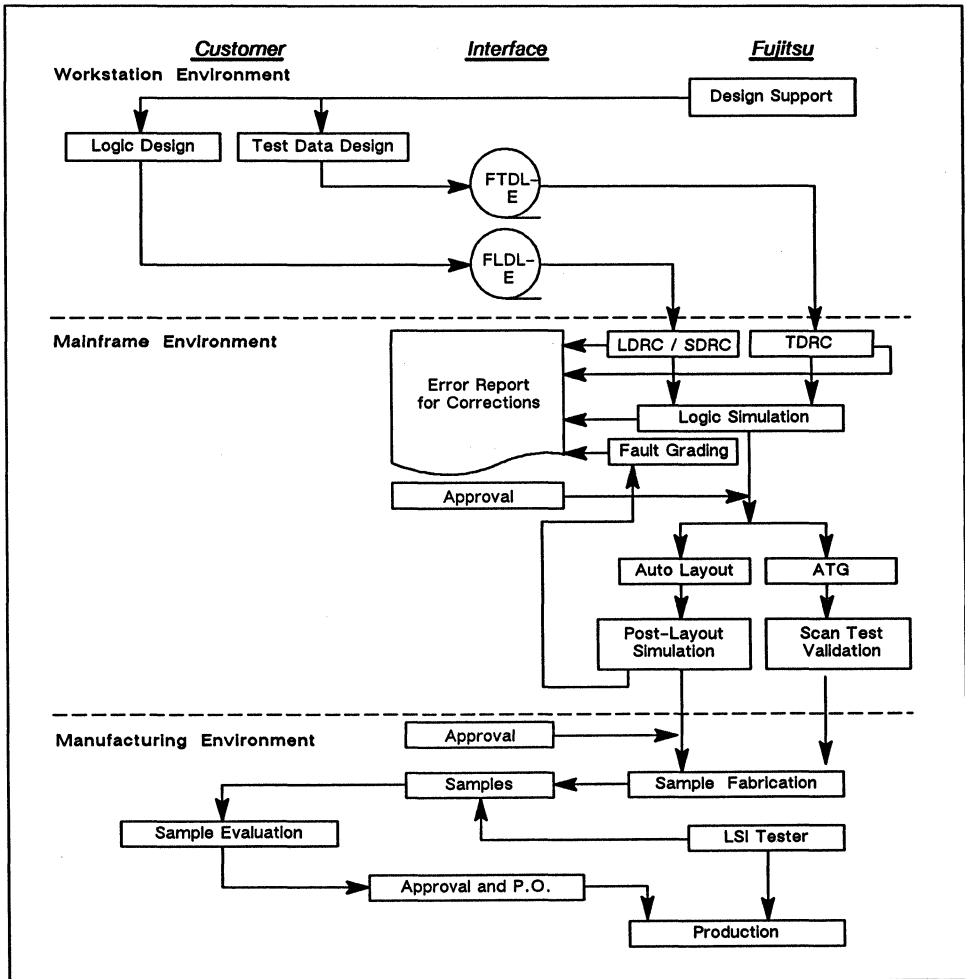 Customer
Interface
Fujitsu
Workstation Environment
Design Support
Logic Design
Test Data Design
FTDL-
E
FLDL-
E
Mainframe Environment
LDRC / SDRC
TDRC
Error Report
for Corrections
Logic Simulation
Fault Grading
Approval
Auto Layout
ATG
Post-Layout
Simulation
Scan Test
Validation
Manufacturing Environment
Approval
Samples
Sample Fabrication
Sample Evaluation
LSI Tester
Approval and P.O.
Production